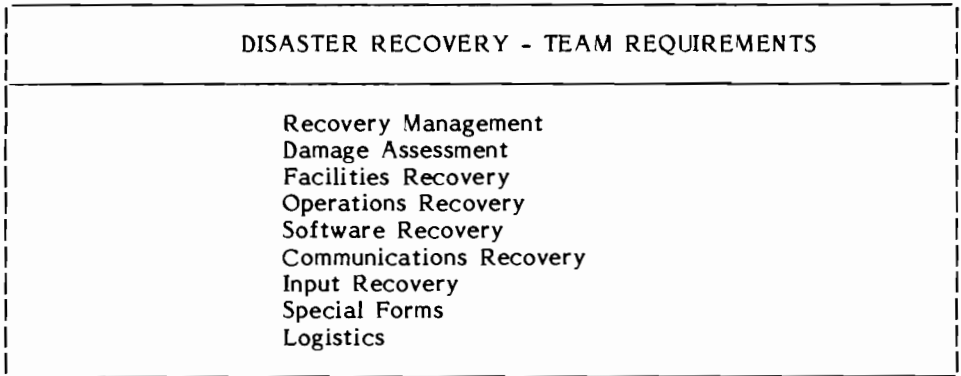 DISASTER RECOVERY - TEAM REQUIREMENTS
Recovery Management
Damage Assessment
Facilities Recovery
Operations Recovery
Software Recovery
Communications Recovery
Input Recovery
Special Forms
Logistics